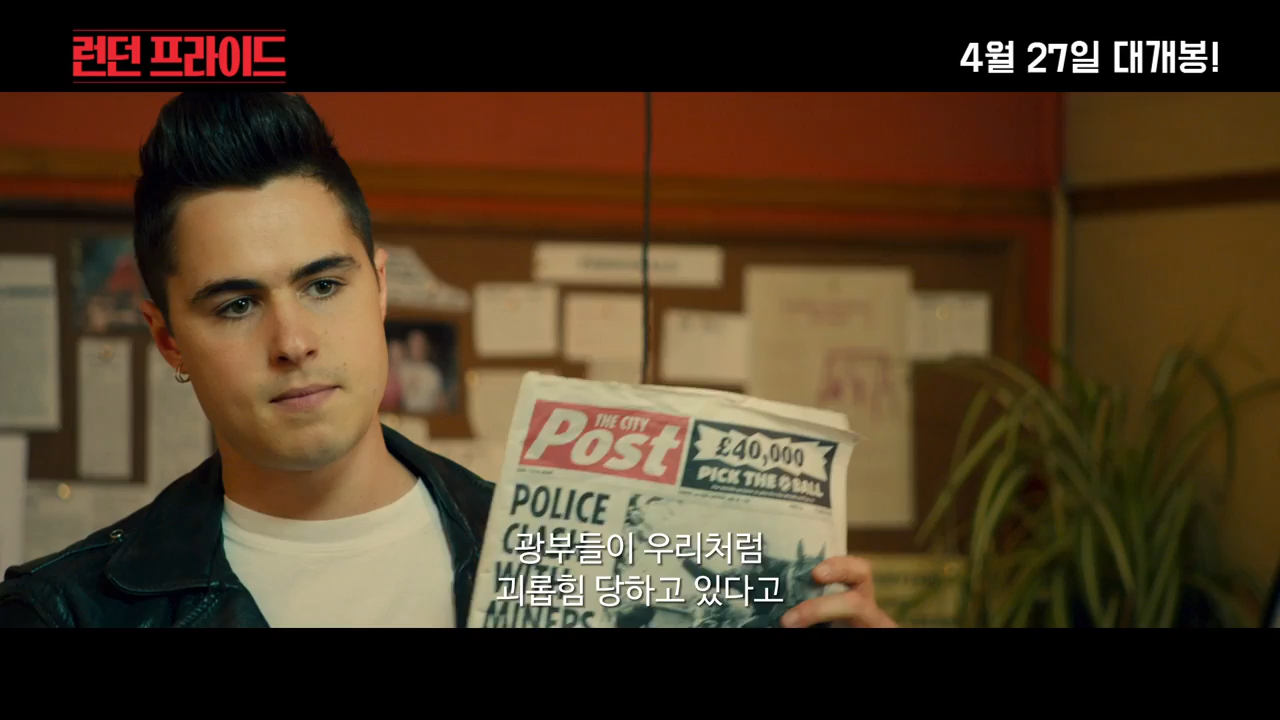 런던 프라이드
4월 27일 대개봉!
THE CITY
Post
£40,000
PICK THE BALL
POLICE
CLASH
WITH
MINERS
광부들이 우리처럼
괴롭힘 당하고 있다고